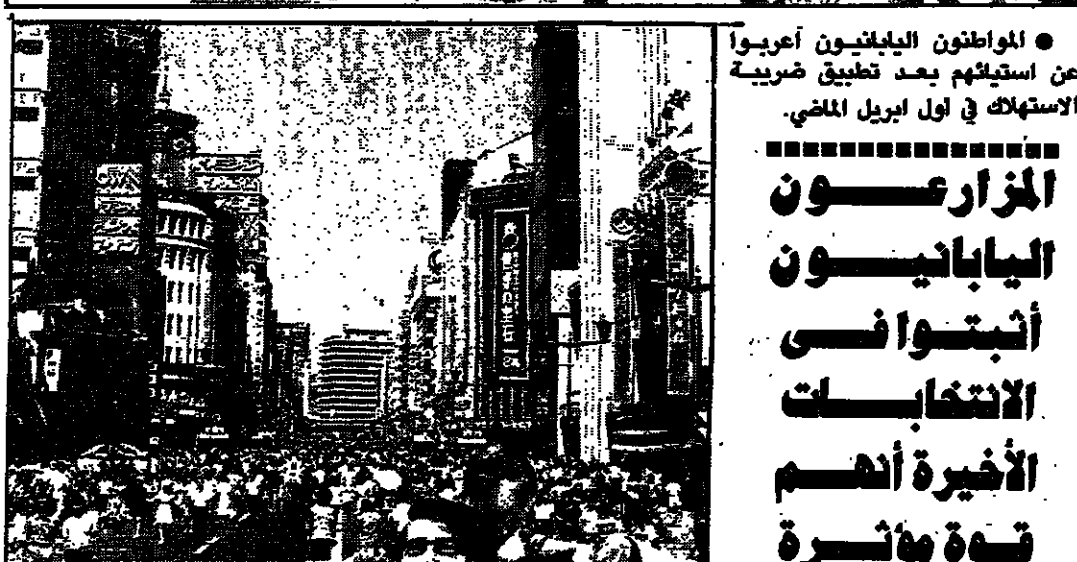 ● المواطنون اليابانيون أعربوا
عن استيائهم بعد تطبيق ضريبة
الاستهلاك في اول ابريل الماضي.
المزارعون
اليابانيون
أثبتوا فى
الانتخابات
الأخيرة أنهم
قوة مؤثرة